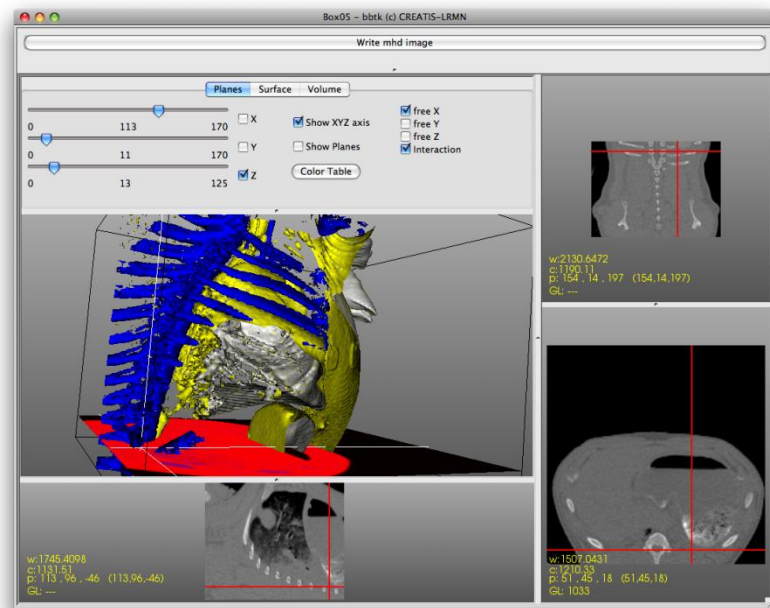 Box05 – bbtk (c) CREATIS-LRMN
Write mhd image
Planes Surface Volume
0 113 170
0 11 170
0 13 125
X
Y
Z
Show XYZ axis
Show Planes
Color Table
free X
free Y
free Z
Interaction
w:2130.6472
c:1190.11
p: 154 , 14 , 197 (154,14,197)
GL: ---
w:1745.4098
c:1131.51
p: 113 , 96 , -46 (113,96,-46)
GL: ---
w:1507.0431
c:1210.33
p: 51 , 45 , 18 (51,45,18)
GL: 1033